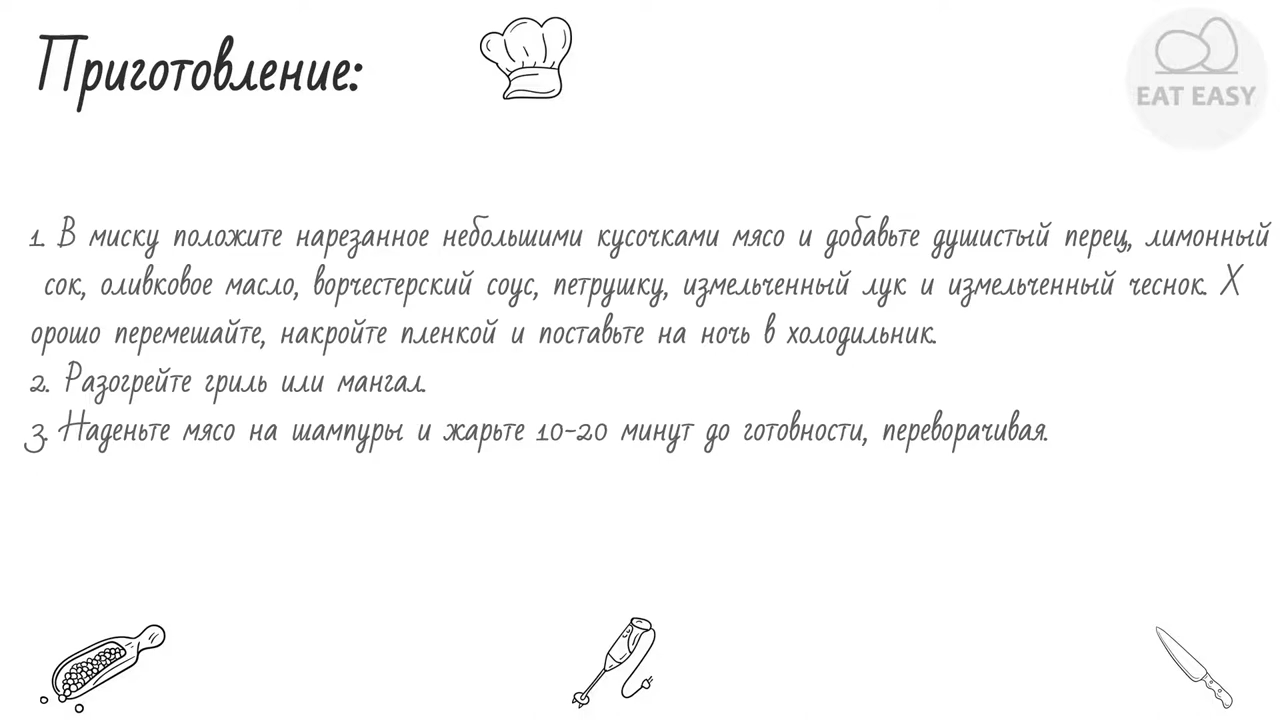 Приготовление:
EAT EASY
1. В миску положите нарезанное небольшими кусочками мясо и добавьте душистый перец, лимонный
сок, оливковое масло, ворчестерский соус, петрушку, измельченный лук и измельченный чеснок. Х
орошо перемешайте, накройте пленкой и поставьте на ночь в холодильник.
2. Разогрейте гриль или мангал.
3. Наденьте мясо на шампуры и жарьте 10-20 минут до готовности, переворачивая.